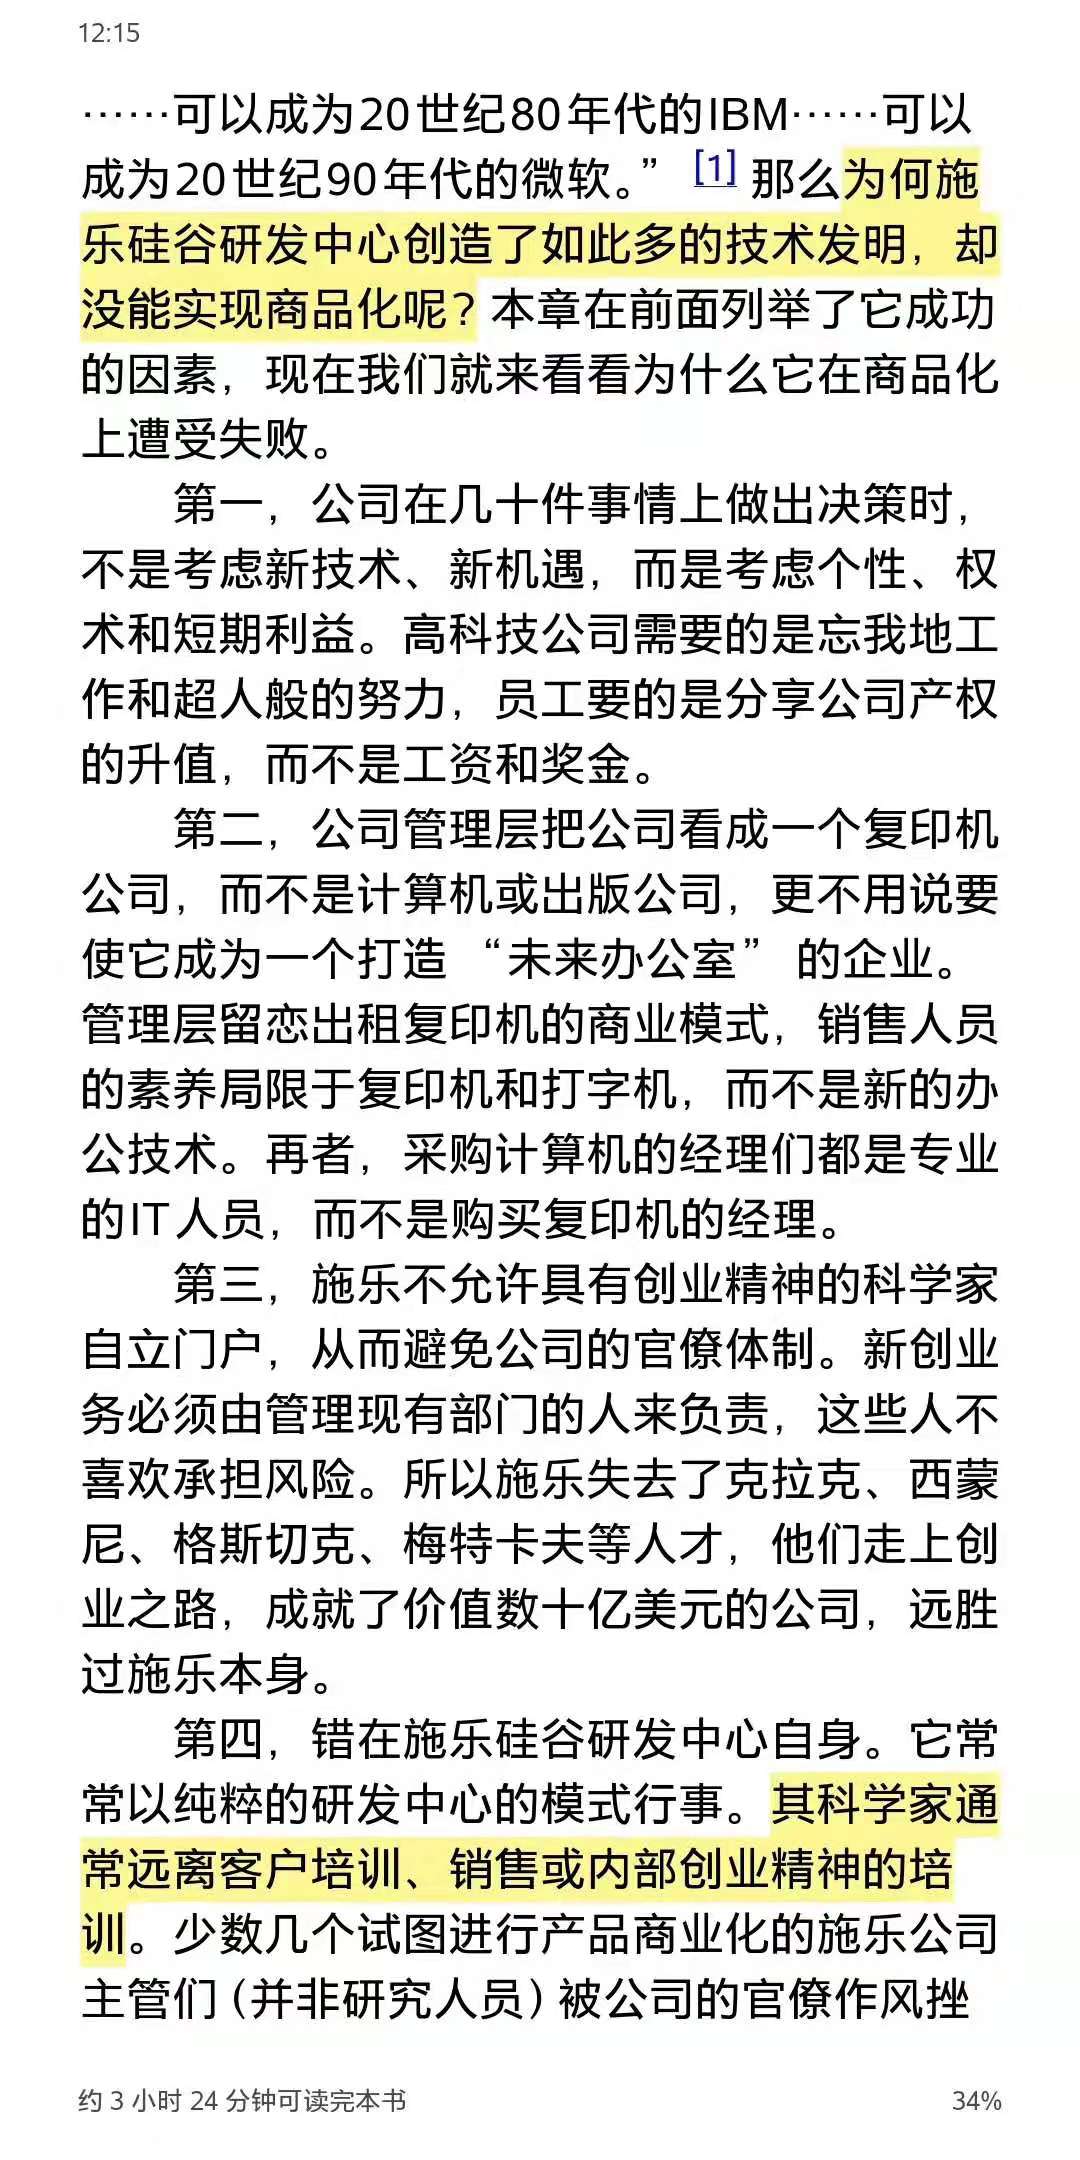 12:15
……可以成为20世纪80年代的IBM……可以
成为20世纪90年代的微软。” [1] 那么为何施
乐硅谷研发中心创造了如此多的技术发明，却
没能实现商品化呢？本章在前面列举了它成功
的因素，现在我们就来看看为什么它在商品化
上遭受失败。
第一，公司在几十件事情上做出决策时，
不是考虑新技术、新机遇，而是考虑个性、权
术和短期利益。高科技公司需要的是忘我地工
作和超人般的努力，员工要的是分享公司产权
的升值，而不是工资和奖金。
第二，公司管理层把公司看成一个复印机
公司，而不是计算机或出版公司，更不用说要
使它成为一个打造“未来办公室”的企业。
管理层留恋出租复印机的商业模式，销售人员
的素养局限于复印机和打字机，而不是新的办
公技术。再者，采购计算机的经理们都是专业
的IT人员，而不是购买复印机的经理。
第三，施乐不允许具有创业精神的科学家
自立门户，从而避免公司的官僚体制。新创业
务必须由管理现有部门的人来负责，这些人不
喜欢承担风险。所以施乐失去了克拉克、西蒙
尼、格斯切克、梅特卡夫等人才，他们走上创
业之路，成就了价值数十亿美元的公司，远胜
过施乐本身。
第四，错在施乐硅谷研发中心自身。它常
常以纯粹的研发中心的模式行事。其科学家通
常远离客户培训、销售或内部创业精神的培
训。少数几个试图进行产品商业化的施乐公司
主管们（并非研究人员）被公司的官僚作风挫
约 3 小时 24 分钟可读完本书
34%